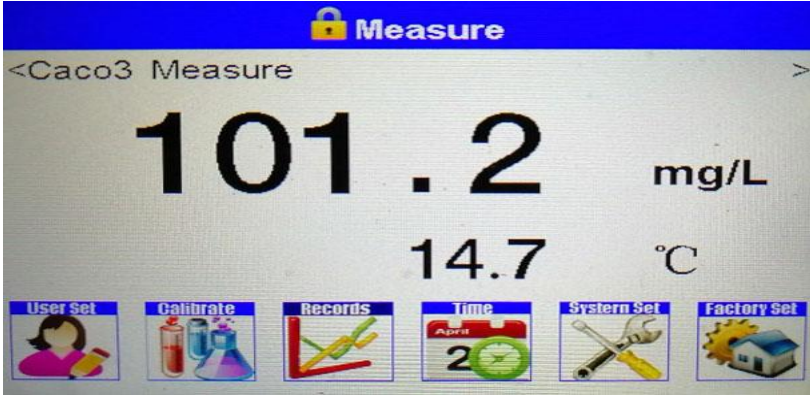 Measure
<Caco3 Measure >
101.2 mg/L
14.7 °C
User Set Calibrate Records Time System Set Factory Set
April
2